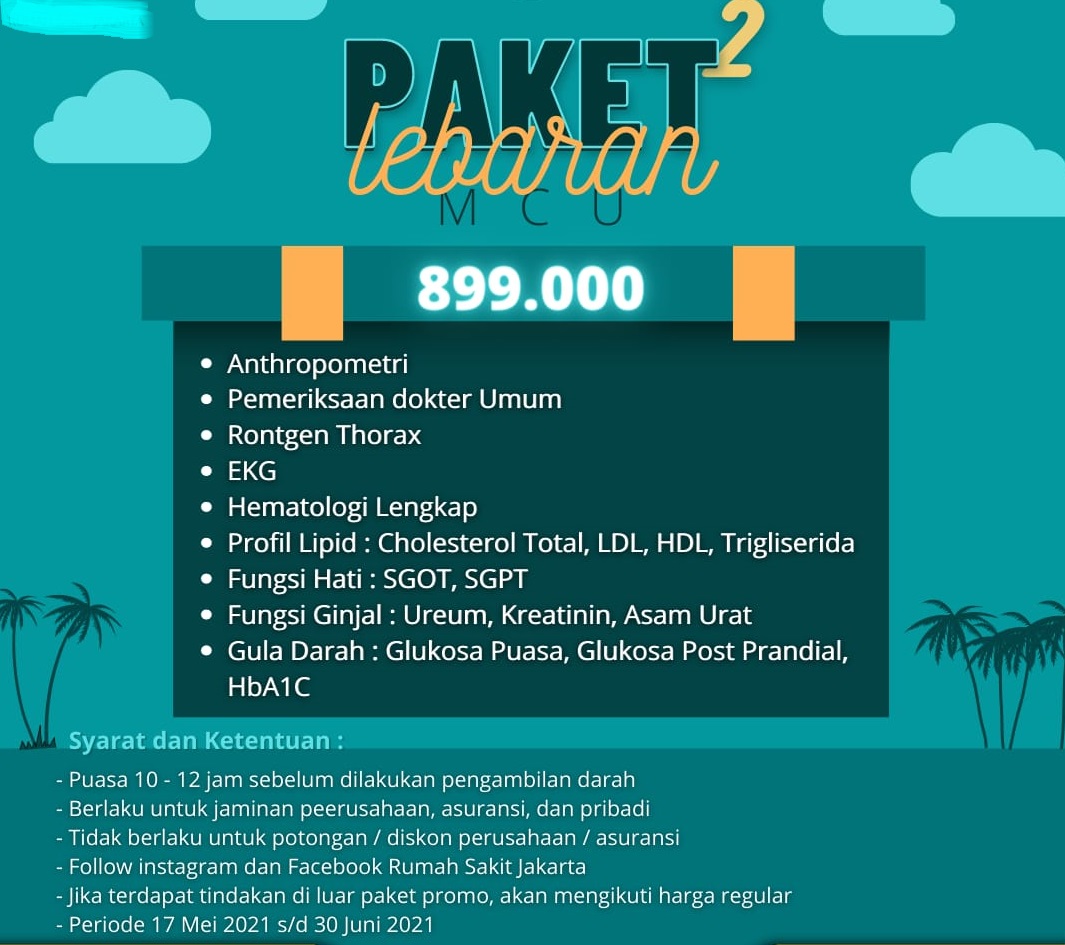 PAKET 2
lebaran
MCU
899.000
• Anthropometri
• Pemeriksaan dokter Umum
• Rontgen Thorax
• EKG
• Hematologi Lengkap
• Profil Lipid : Cholesterol Total, LDL, HDL, Trigliserida
• Fungsi Hati : SGOT, SGPT
• Fungsi Ginjal : Ureum, Kreatinin, Asam Urat
• Gula Darah : Glukosa Puasa, Glukosa Post Prandial,
HbA1C
Syarat dan Ketentuan :
- Puasa 10 - 12 jam sebelum dilakukan pengambilan darah
- Berlaku untuk jaminan peerusahaan, asuransi, dan pribadi
- Tidak berlaku untuk potongan / diskon perusahaan / asuransi
- Follow instagram dan Facebook Rumah Sakit Jakarta
- Jika terdapat tindakan di luar paket promo, akan mengikuti harga regular
- Periode 17 Mei 2021 s/d 30 Juni 2021